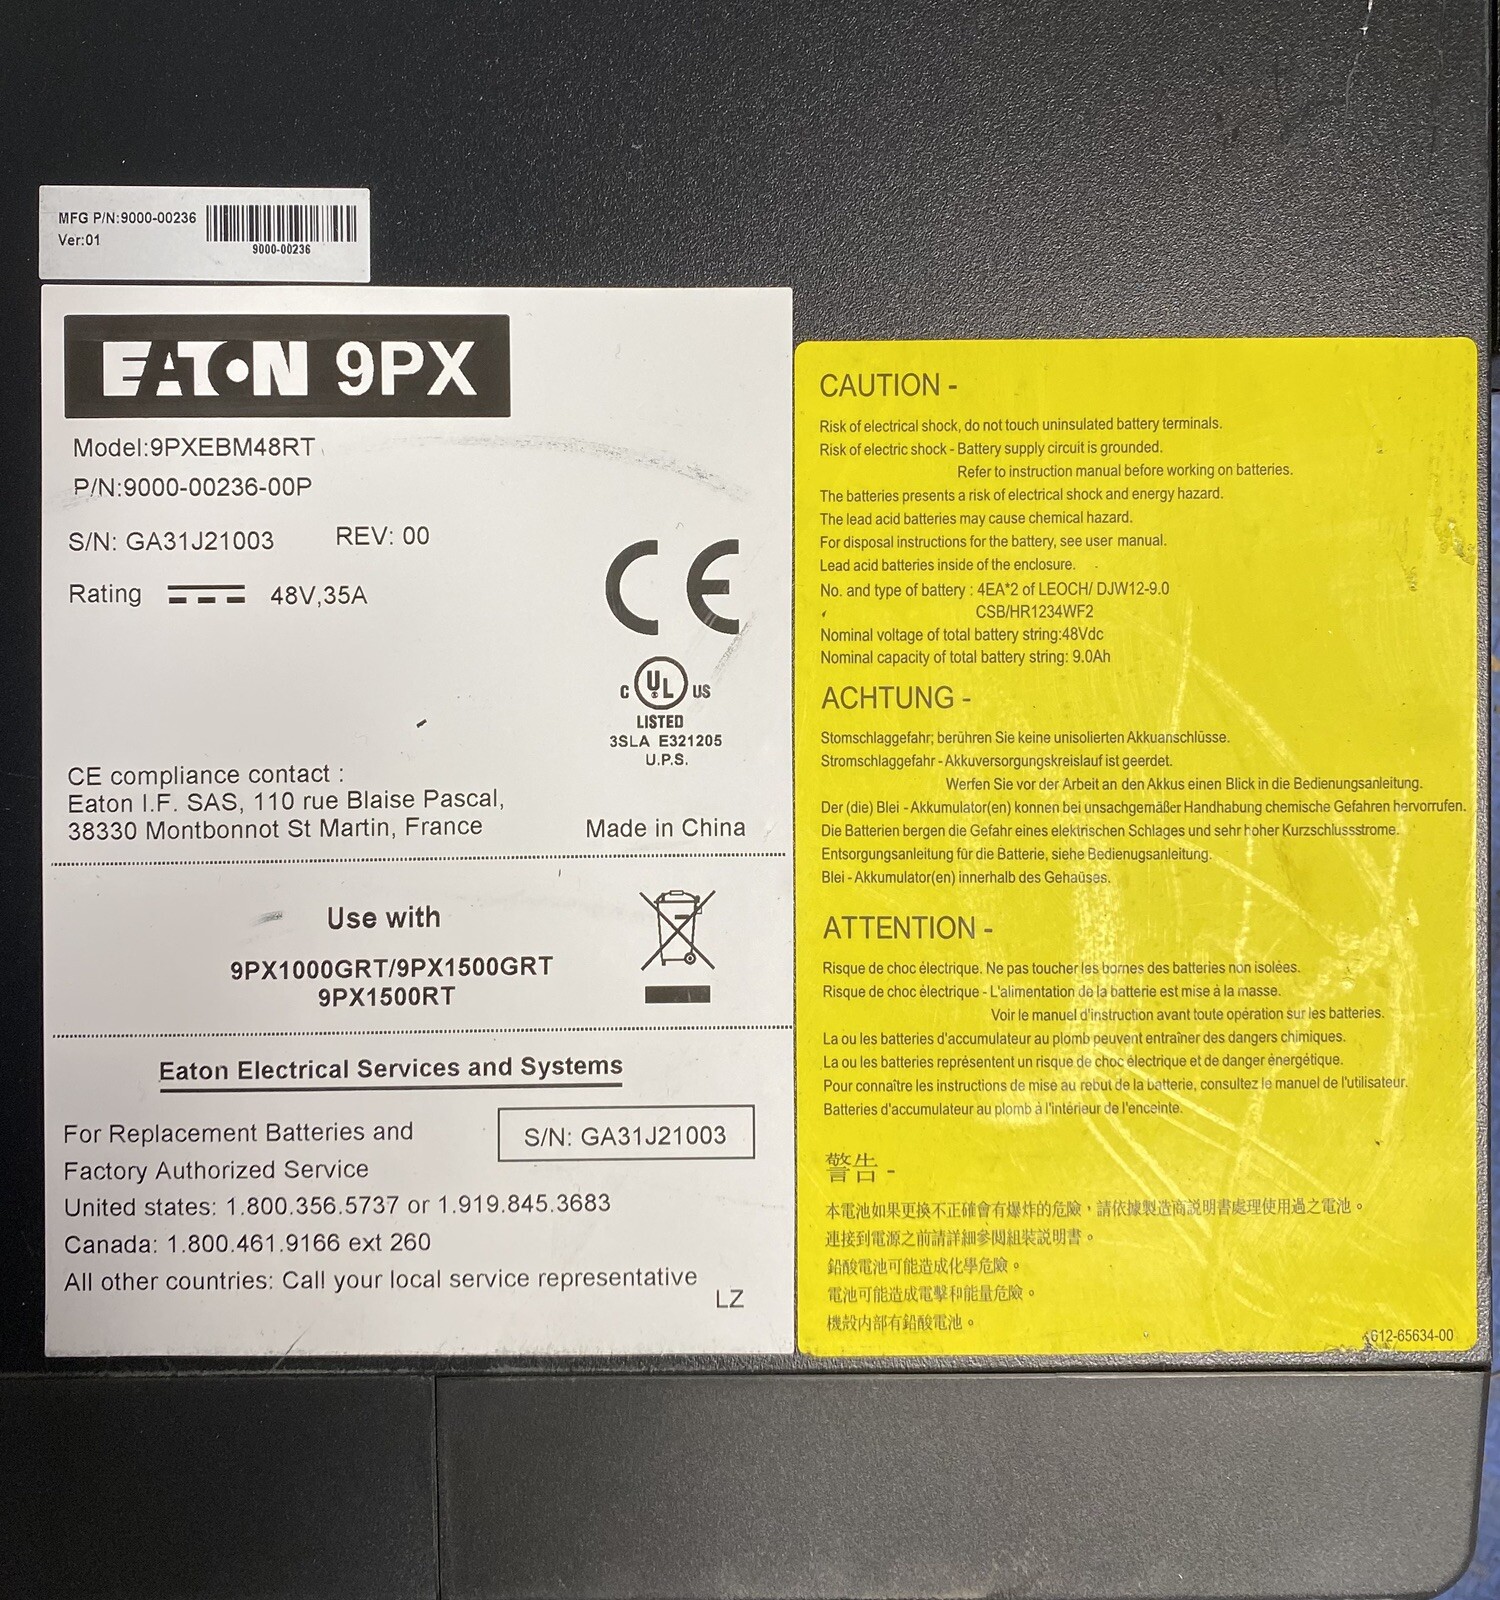 MFG P/N:9000-00236
Ver:01
9000-00236
EATON 9PX
Model:9PXEBM48RT
P/N:9000-00236-00P
S/N: GA31J21003 REV: 00
Rating 48V,35A
CE
C UL US
LISTED
3SLA E321205
U.P.S.
CE compliance contact :
Eaton I.F. SAS, 110 rue Blaise Pascal,
38330 Montbonnot St Martin, France
Made in China
Use with
9PX1000GRT/9PX1500GRT
9PX1500RT
Eaton Electrical Services and Systems
For Replacement Batteries and
Factory Authorized Service
S/N: GA31J21003
United states: 1.800.356.5737 or 1.919.845.3683
Canada: 1.800.461.9166 ext 260
All other countries: Call your local service representative
LZ
CAUTION -
Risk of electrical shock, do not touch uninsulated battery terminals.
Risk of electric shock - Battery supply circuit is grounded.
Refer to instruction manual before working on batteries.
The batteries presents a risk of electrical shock and energy hazard.
The lead acid batteries may cause chemical hazard.
For disposal instructions for the battery, see user manual.
Lead acid batteries inside of the enclosure.
No. and type of battery : 4EA*2 of LEOCH/ DJW12-9.0
CSB/HR1234WF2
Nominal voltage of total battery string:48Vdc
Nominal capacity of total battery string: 9.0Ah
ACHTUNG -
Stomschlaggefahr; berühren Sie keine unisolierten Akkuanschlüsse.
Stromschlaggefahr - Akkuversorgungskreislauf ist geerdet.
Werfen Sie vor der Arbeit an den Akkus einen Blick in die Bedienungsanleitung.
Der (die) Blei - Akkumulator(en) konnen bei unsachgemäßer Handhabung chemische Gefahren hervorrufen.
Die Batterien bergen die Gefahr eines elektrischen Schlages und sehr hoher Kurzschlussstrome.
Entsorgungsanleitung für die Batterie, siehe Bedienugsanleitung.
Blei - Akkumulator(en) innerhalb des Gehaüses.
ATTENTION -
Risque de choc électrique. Ne pas toucher les bornes des batteries non isolées.
Risque de choc électrique - L'alimentation de la batterie est mise à la masse.
Voir le manuel d'instruction avant toute opération sur les batteries.
La ou les batteries d'accumulateur au plomb peuvent entraîner des dangers chimiques.
La ou les batteries représentent un risque de choc électrique et de danger énergétique.
Pour connaître les instructions de mise au rebut de la batterie, consultez le manuel de l'utilisateur.
Batteries d'accumulateur au plomb à l'intérieur de l'enceinte.
警告 -
本電池如果更換不正確會有爆炸的危險，請依據製造商說明書處理使用過之電池。
連接到電源之前請詳細參閱組裝說明書。
鉛酸電池可能造成化學危險。
電池可能造成電擊和能量危險。
機殼内部有鉛酸電池。
612-65634-00